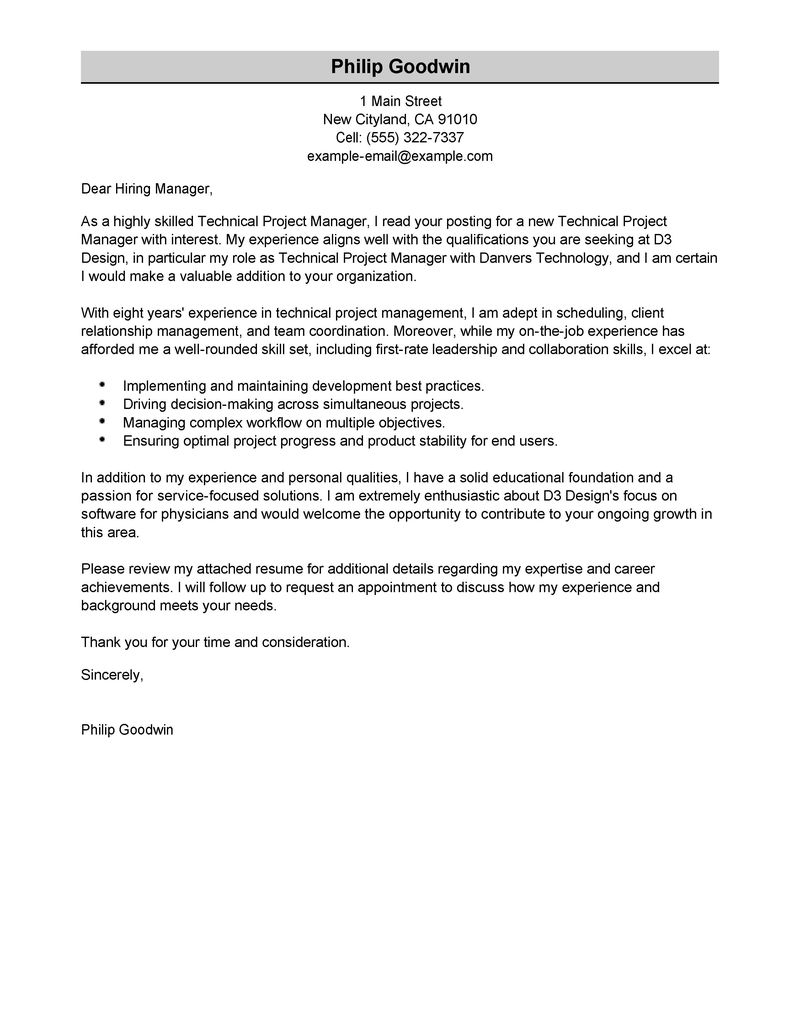 Philip Goodwin
1 Main Street
New Cityland, CA 91010
Cell: (555) 322-7337
example-email@example.com
Dear Hiring Manager,
As a highly skilled Technical Project Manager, I read your posting for a new Technical Project
Manager with interest. My experience aligns well with the qualifications you are seeking at D3
Design, in particular my role as Technical Project Manager with Danvers Technology, and I am certain
I would make a valuable addition to your organization.
With eight years' experience in technical project management, I am adept in scheduling, client
relationship management, and team coordination. Moreover, while my on-the-job experience has
afforded me a well-rounded skill set, including first-rate leadership and collaboration skills, I excel at:
• Implementing and maintaining development best practices.
• Driving decision-making across simultaneous projects.
• Managing complex workflow on multiple objectives.
• Ensuring optimal project progress and product stability for end users.
In addition to my experience and personal qualities, I have a solid educational foundation and a
passion for service-focused solutions. I am extremely enthusiastic about D3 Design's focus on
software for physicians and would welcome the opportunity to contribute to your ongoing growth in
this area.
Please review my attached resume for additional details regarding my expertise and career
achievements. I will follow up to request an appointment to discuss how my experience and
background meets your needs.
Thank you for your time and consideration.
Sincerely,
Philip Goodwin